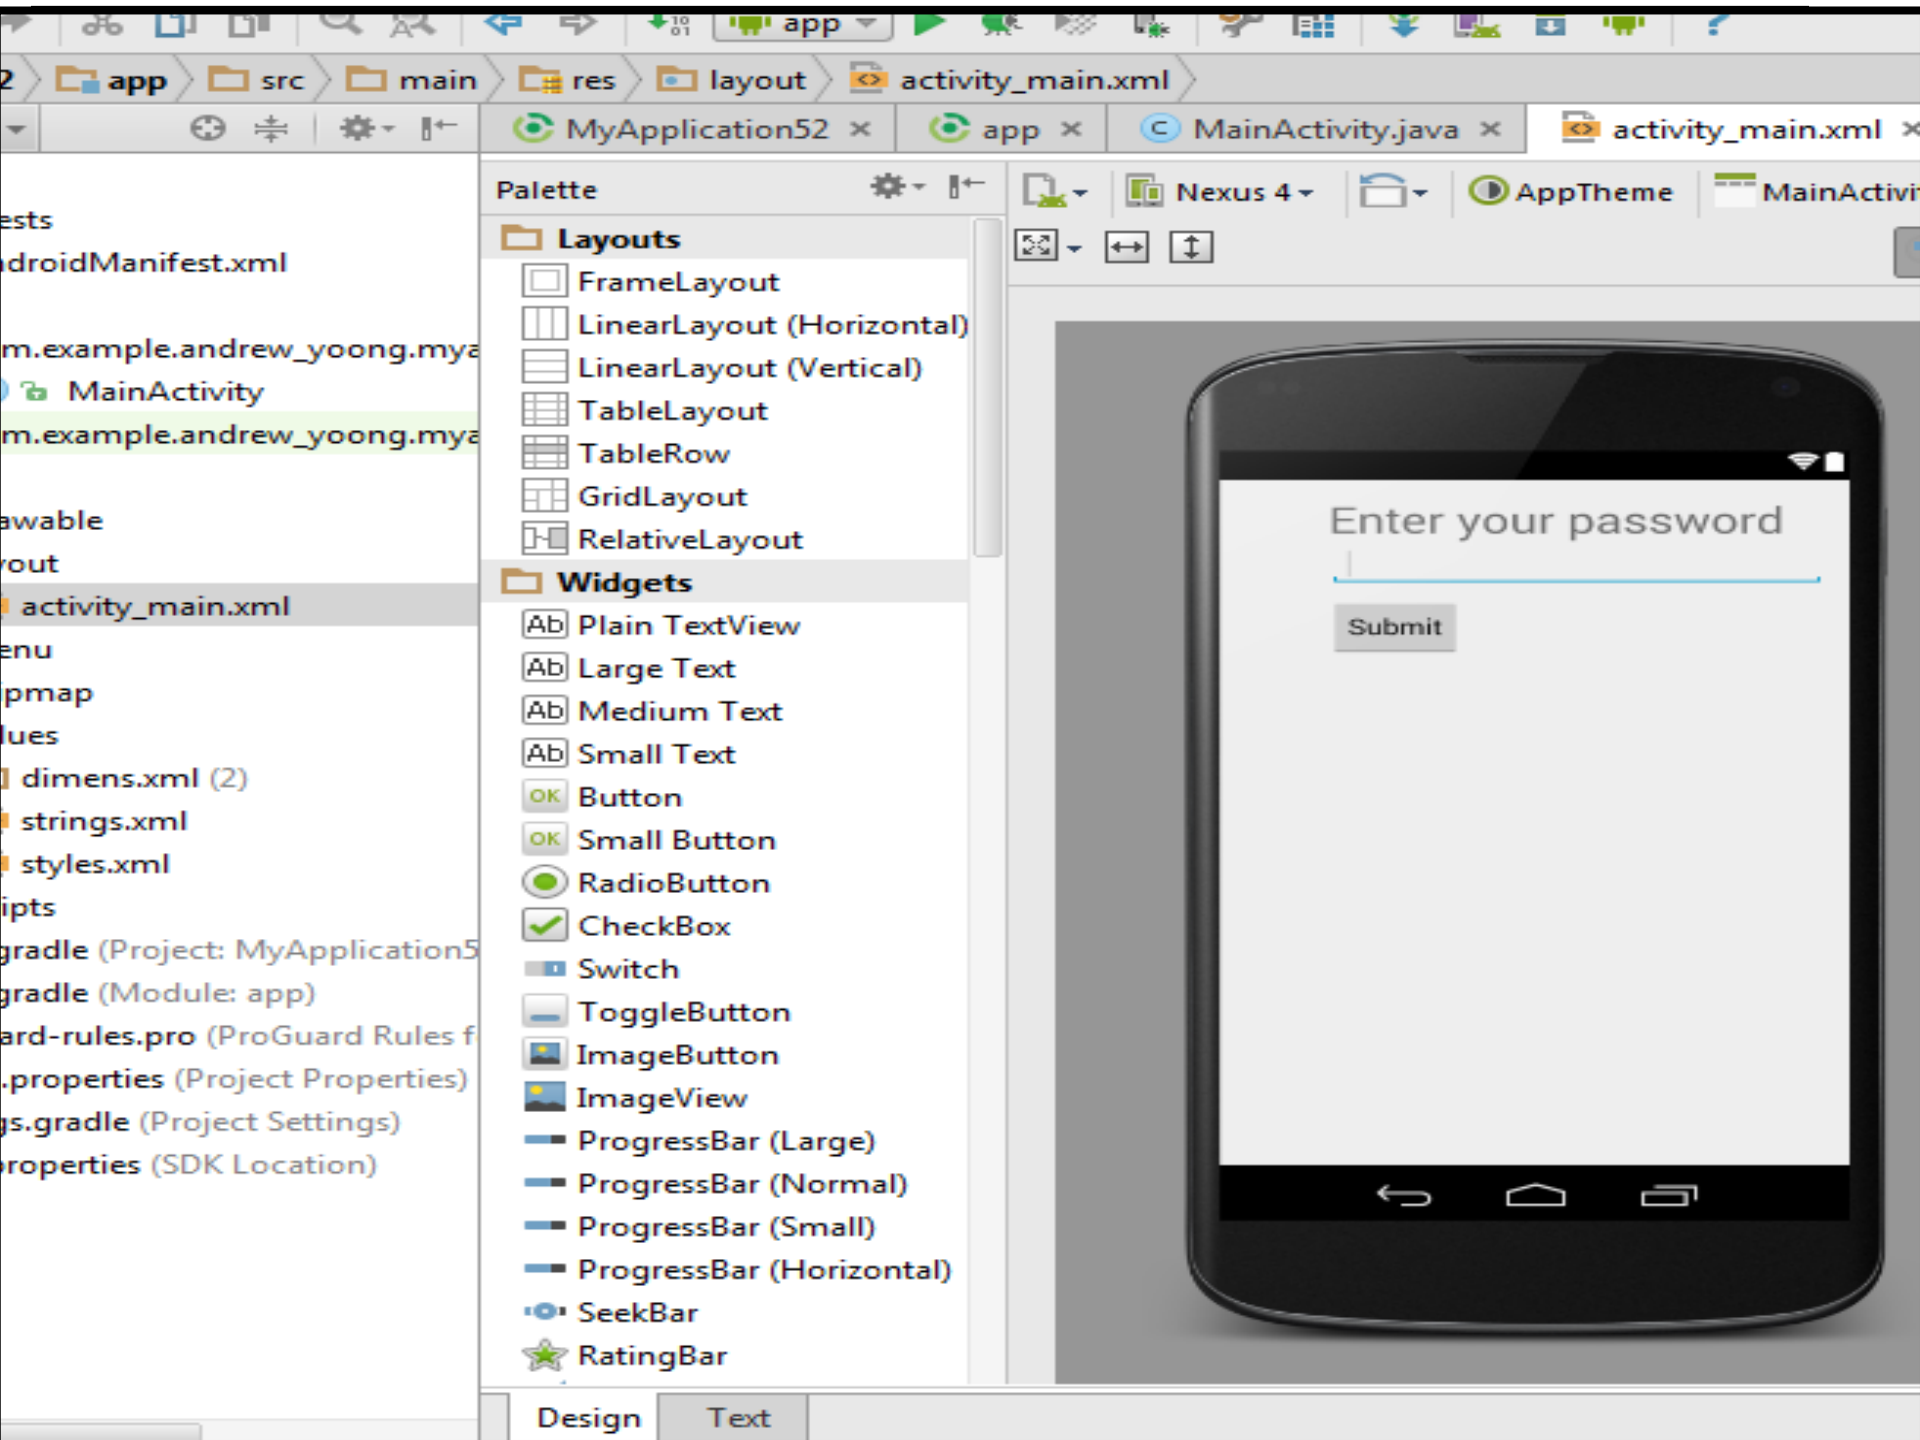 10
01
app
?
2 app src main res layout activity_main.xml
MyApplication52 app MainActivity.java activity_main.xml
ests
droidManifest.xml
m.example.andrew_yoong.mya
MainActivity
m.example.andrew_yoong.mya
awable
yout
activity_main.xml
enu
ipmap
lues
dimens.xml (2)
strings.xml
styles.xml
ipts
gradle (Project: MyApplication5
gradle (Module: app)
ard-rules.pro (ProGuard Rules f
.properties (Project Properties)
gs.gradle (Project Settings)
properties (SDK Location)
Palette
Layouts
FrameLayout
LinearLayout (Horizontal)
LinearLayout (Vertical)
TableLayout
TableRow
GridLayout
RelativeLayout
Widgets
Ab Plain TextView
Ab Large Text
Ab Medium Text
Ab Small Text
OK Button
OK Small Button
RadioButton
CheckBox
Switch
ToggleButton
ImageButton
ImageView
ProgressBar (Large)
ProgressBar (Normal)
ProgressBar (Small)
ProgressBar (Horizontal)
SeekBar
RatingBar
Design Text
Nexus 4 AppTheme MainActivi
Enter your password
Submit